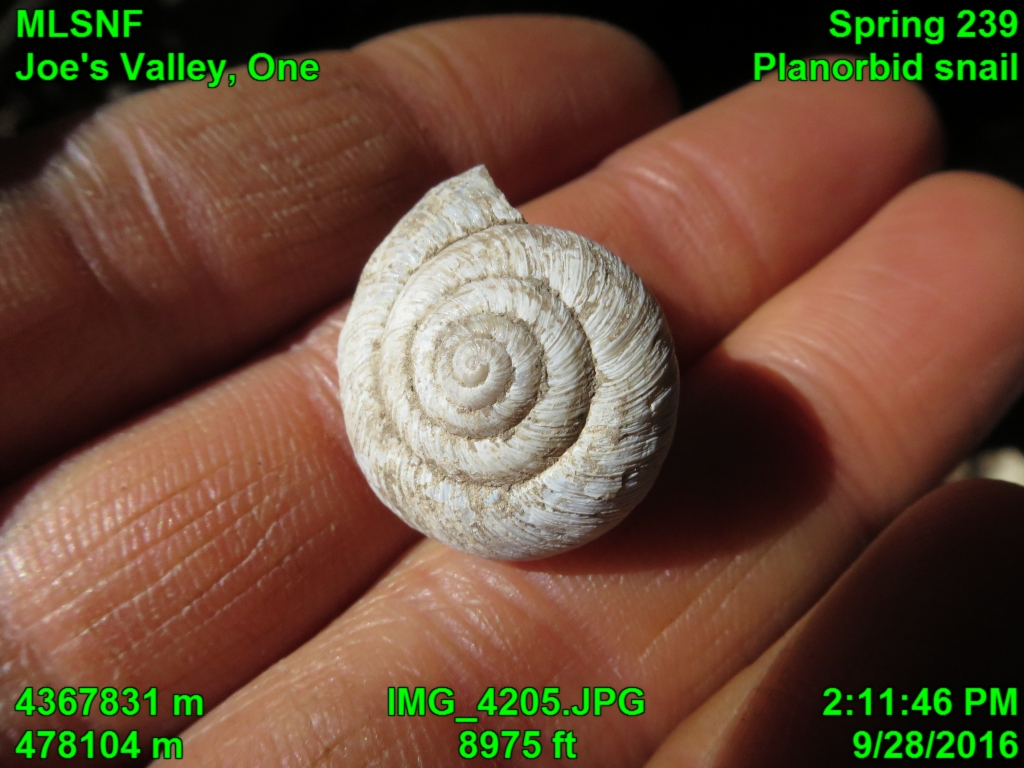 MLSNF
Joe's Valley, One
Spring 239
Planorbid snail
4367831 m
478104 m
IMG_4205.JPG
8975 ft
2:11:46 PM
9/28/2016